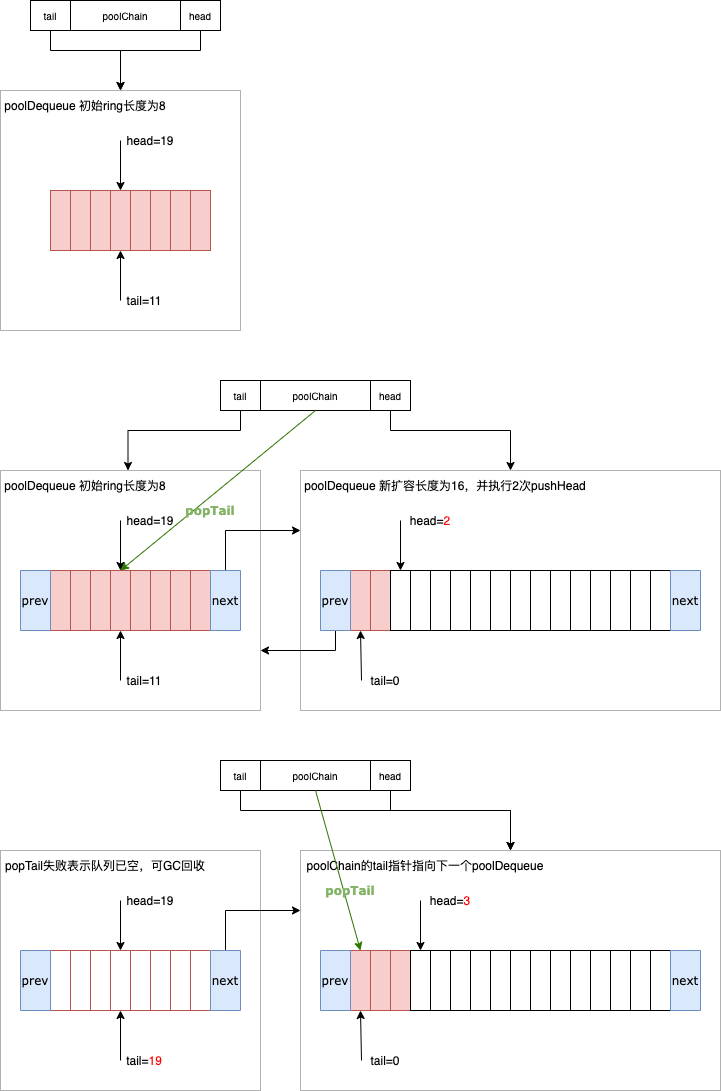 tail poolChain head
poolDequeue 初始ring长度为8
head=19
tail=11
tail poolChain head
poolDequeue 初始ring长度为8
popTail
head=19
prev next
tail=11
poolDequeue 新扩容长度为16，并执行2次pushHead
head=2
prev next
tail=0
tail poolChain head
popTail失败表示队列已空，可GC回收
head=19
prev next
tail=19
poolChain的tail指针指向下一个poolDequeue
popTail
head=3
prev next
tail=0